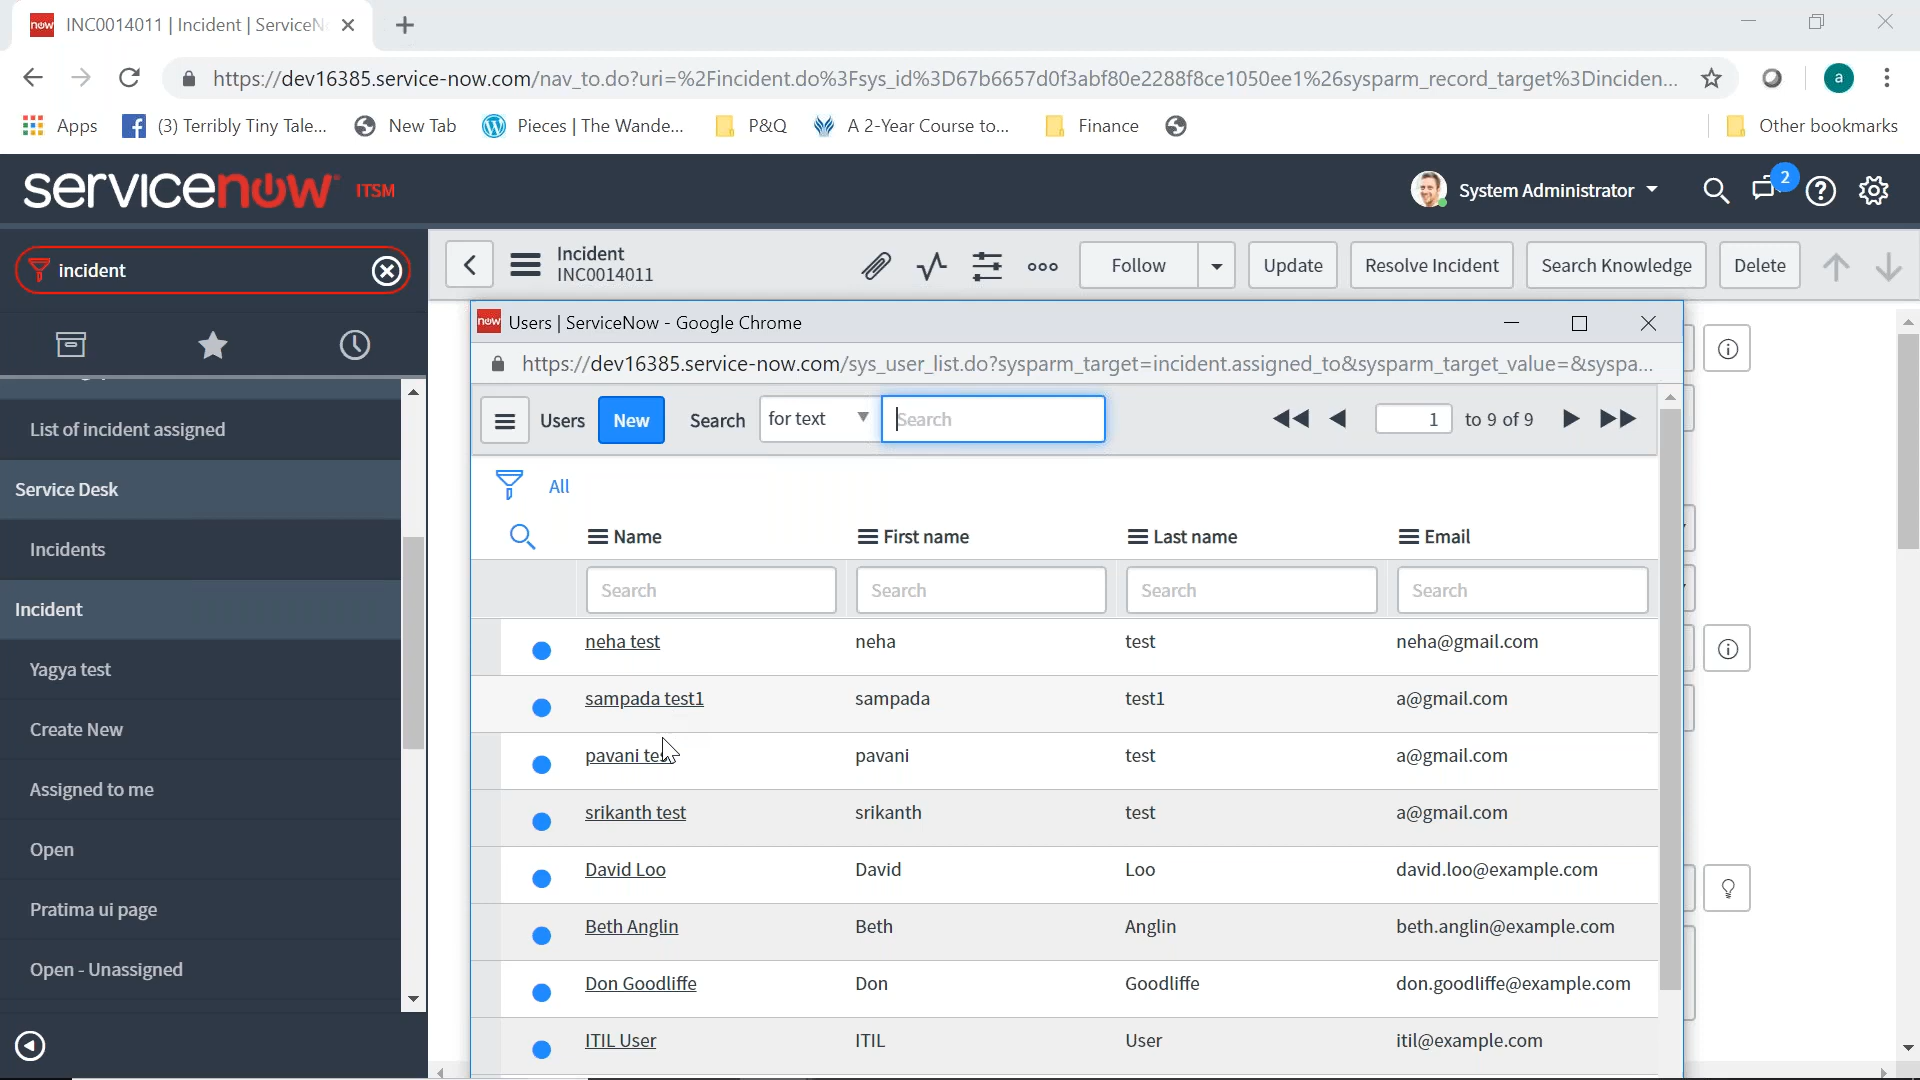 now INC0014011 | Incident | ServiceN
https://dev16385.service-now.com/nav_to.do?uri=%2Fincident.do%3Fsys_id%3D67b6657d0f3abf80e2288f8ce1050ee1%26sysparm_record_target%3Dinciden...
a
Apps (3) Terribly Tiny Tale... New Tab Pieces | The Wande... P&Q A 2-Year Course to... Finance Other bookmarks
servicenow ITSM System Administrator 2
incident
Incident
INC0014011
Follow Update Resolve Incident Search Knowledge Delete
List of incident assigned
Service Desk
Incidents
Incident
Yagya test
Create New
Assigned to me
Open
Pratima ui page
Open - Unassigned
now Users | ServiceNow - Google Chrome
https://dev16385.service-now.com/sys_user_list.do?sysparm_target=incident.assigned_to&sysparm_target_value=&syspa...
Users New Search for text Search 1 to 9 of 9
All
Name First name Last name Email
Search Search Search Search
neha test neha test neha@gmail.com
sampada test1 sampada test1 a@gmail.com
pavani test pavani test a@gmail.com
srikanth test srikanth test a@gmail.com
David Loo David Loo david.loo@example.com
Beth Anglin Beth Anglin beth.anglin@example.com
Don Goodliffe Don Goodliffe don.goodliffe@example.com
ITIL User ITIL User itil@example.com